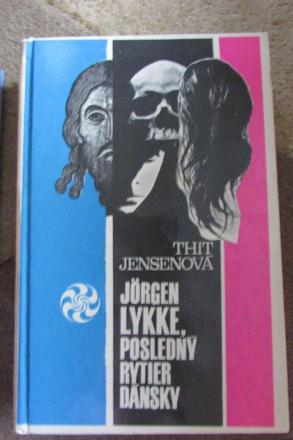 THIT
JENSENOVÁ
JÖRGEN
LYKKE,
POSLEDNÝ
RYTIER
DÁNSKY